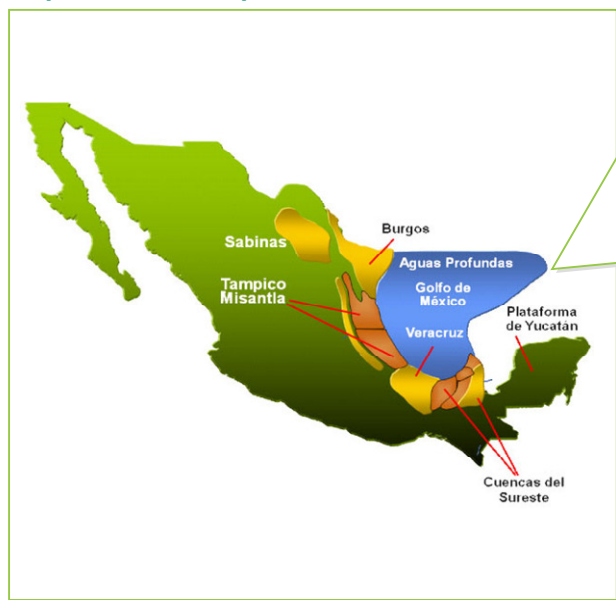 Burgos
Sabinas
Aguas Profundas
Golfo de
México
Tampico
Misantla
Plataforma
de Yucatán
Veracruz
Cuencas del
Sureste